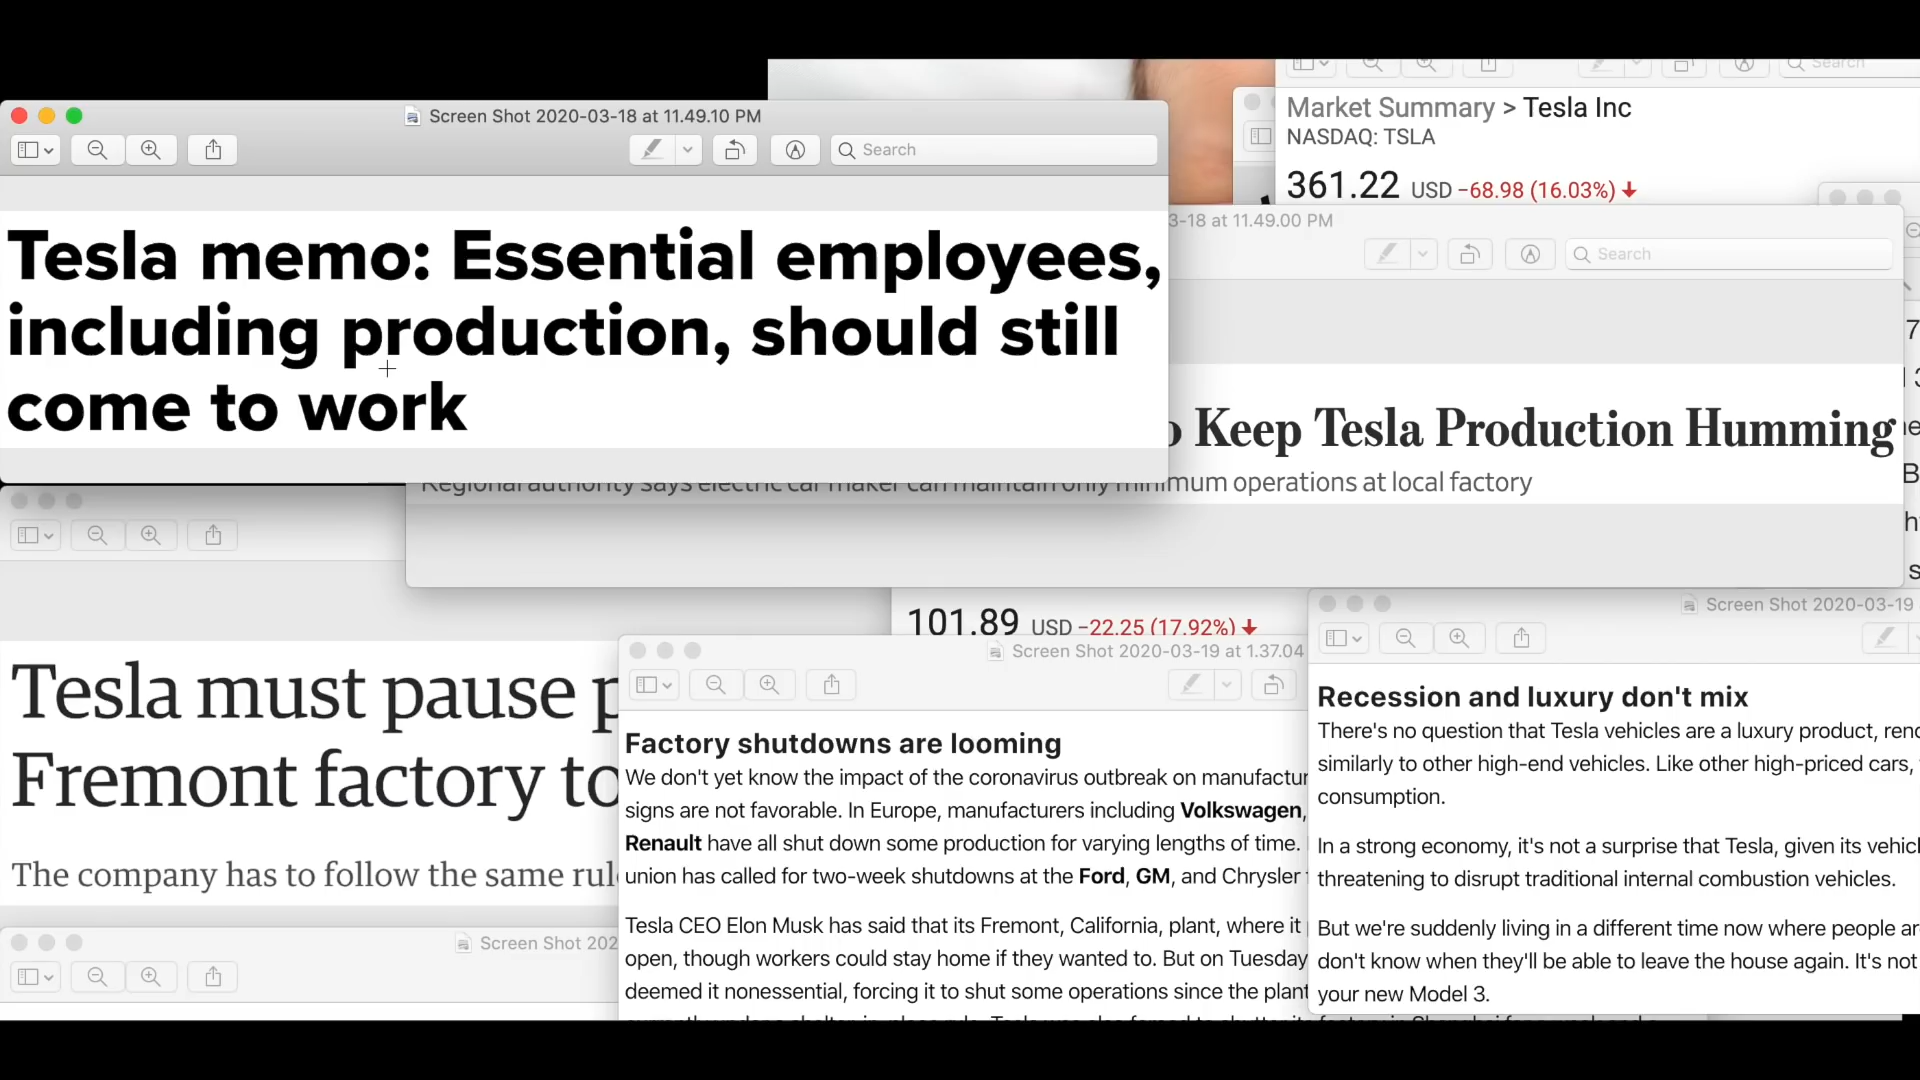 Search
Market Summary > Tesla Inc
NASDAQ: TSLA
361.22 USD −68.98 (16.03%)
Screen Shot 2020-03-18 at 11.49.10 PM
Search
Tesla memo: Essential employees,
including production, should still
come to work
3-18 at 11.49.00 PM
Search
Keep Tesla Production Humming
Regional authority says electric car maker can maintain only minimum operations at local factory
101.89 USD −22.25 (17.92%)
Tesla must pause
Fremont factory to
The company has to follow the same
Screen Shot 202
Screen Shot 2020-03-19 at 1.37.04
Factory shutdowns are looming
We don't yet know the impact of the coronavirus outbreak on
signs are not favorable. In Europe, manufacturers including Volkswagen,
Renault have all shut down some production for varying lengths of time.
union has called for two-week shutdowns at the Ford, GM, and Chrysler
Tesla CEO Elon Musk has said that its Fremont, California, plant, where it
open, though workers could stay home if they wanted to. But on Tuesday
deemed it nonessential, forcing it to shut some operations since the plant
Screen Shot 2020-03-19
Recession and luxury don't mix
There's no question that Tesla vehicles are a luxury product,
similarly to other high-end vehicles. Like other high-priced cars,
consumption.
In a strong economy, it's not a surprise that Tesla, given its
threatening to disrupt traditional internal combustion vehicles.
But we're suddenly living in a different time now where people
don't know when they'll be able to leave the house again. It's not
your new Model 3.